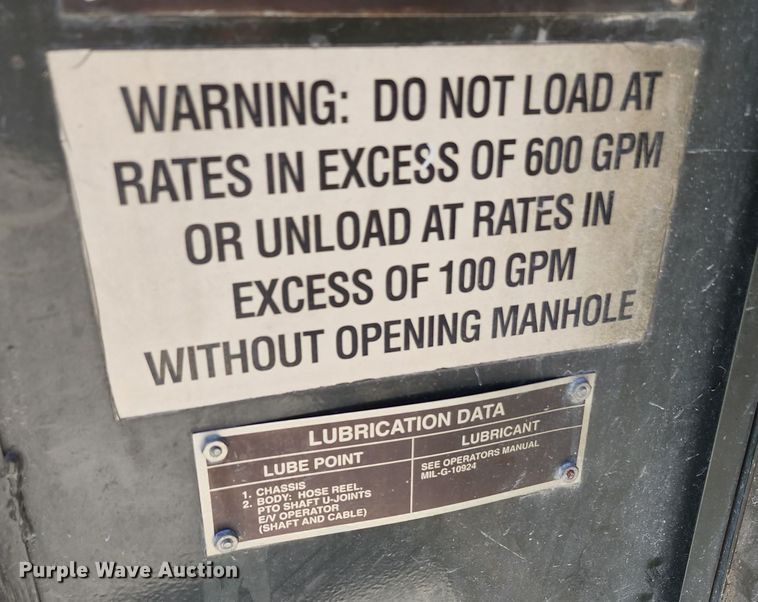 WARNING: DO NOT LOAD AT
RATES IN EXCESS OF 600 GPM
OR UNLOAD AT RATES IN
EXCESS OF 100 GPM
WITHOUT OPENING MANHOLE
LUBRICATION DATA
LUBE POINT
LUBRICANT
1. CHASSIS
2. BODY: HOSE REEL,
PTO SHAFT U-JOINTS
E/V OPERATOR
(SHAFT AND CABLE)
SEE OPERATORS MANUAL
MIL-G-10924
Purple Wave Auction